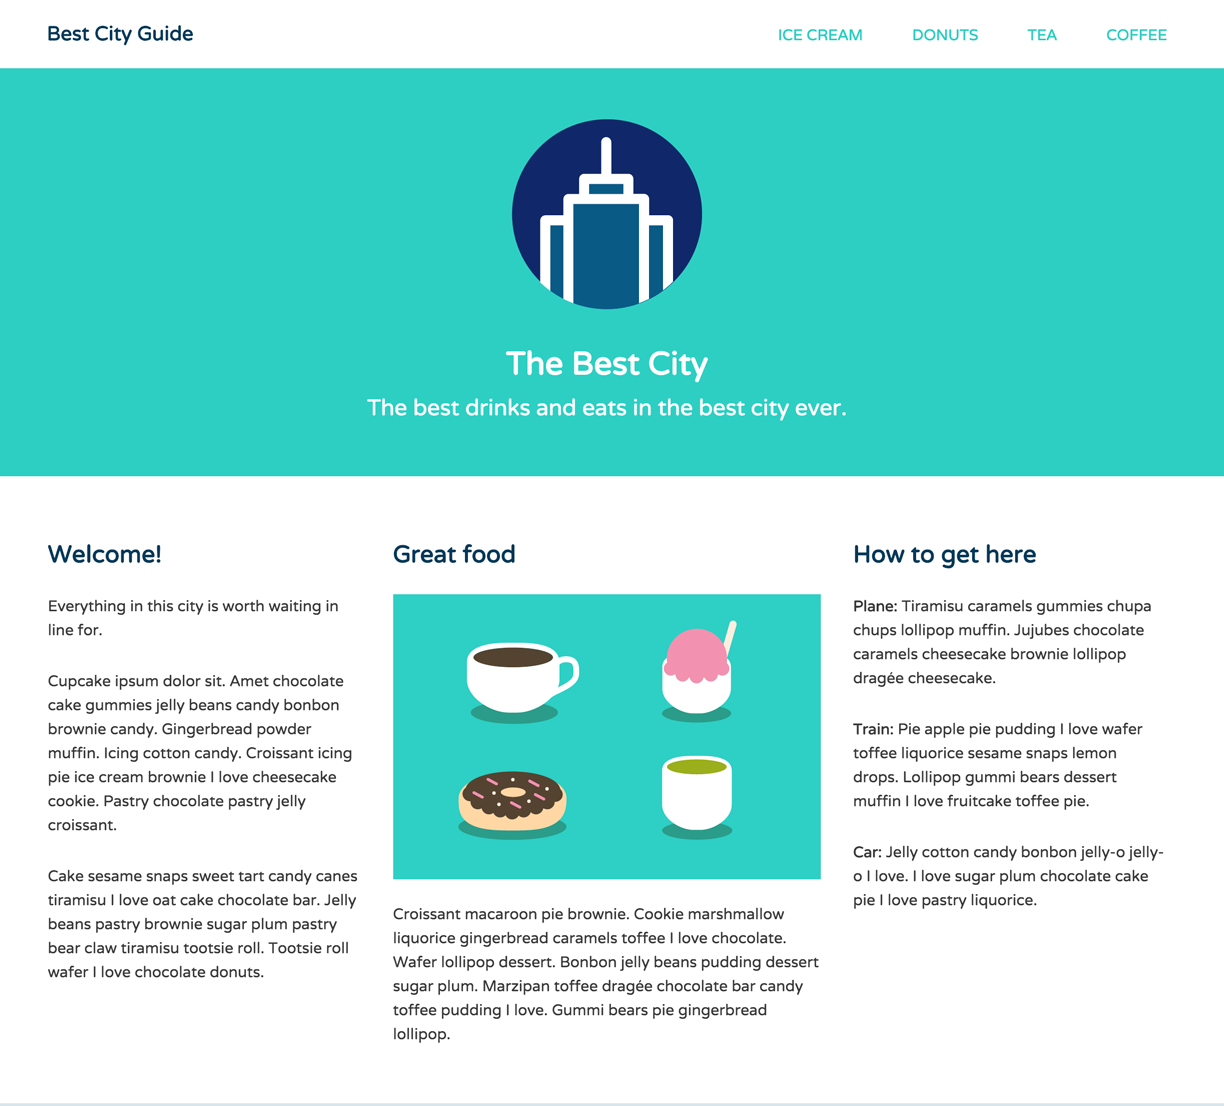 Best City Guide
ICE CREAM DONUTS TEA COFFEE
The Best City
The best drinks and eats in the best city ever.
Welcome!
Everything in this city is worth waiting in
line for.
Cupcake ipsum dolor sit. Amet chocolate
cake gummies jelly beans candy bonbon
brownie candy. Gingerbread powder
muffin. Icing cotton candy. Croissant icing
pie ice cream brownie I love cheesecake
cookie. Pastry chocolate pastry jelly
croissant.
Cake sesame snaps sweet tart candy canes
tiramisu I love oat cake chocolate bar. Jelly
beans pastry brownie sugar plum pastry
bear claw tiramisu tootsie roll. Tootsie roll
wafer I love chocolate donuts.
Great food
Croissant macaroon pie brownie. Cookie marshmallow
liquorice gingerbread caramels toffee I love chocolate.
Wafer lollipop dessert. Bonbon jelly beans pudding dessert
sugar plum. Marzipan toffee dragée chocolate bar candy
toffee pudding I love. Gummi bears pie gingerbread
lollipop.
How to get here
Plane: Tiramisu caramels gummies chupa
chups lollipop muffin. Jujubes chocolate
caramels cheesecake brownie lollipop
dragée cheesecake.
Train: Pie apple pie pudding I love wafer
toffee liquorice sesame snaps lemon
drops. Lollipop gummi bears dessert
muffin I love fruitcake toffee pie.
Car: Jelly cotton candy bonbon jelly-o jelly-
o I love. I love sugar plum chocolate cake
pie I love pastry liquorice.